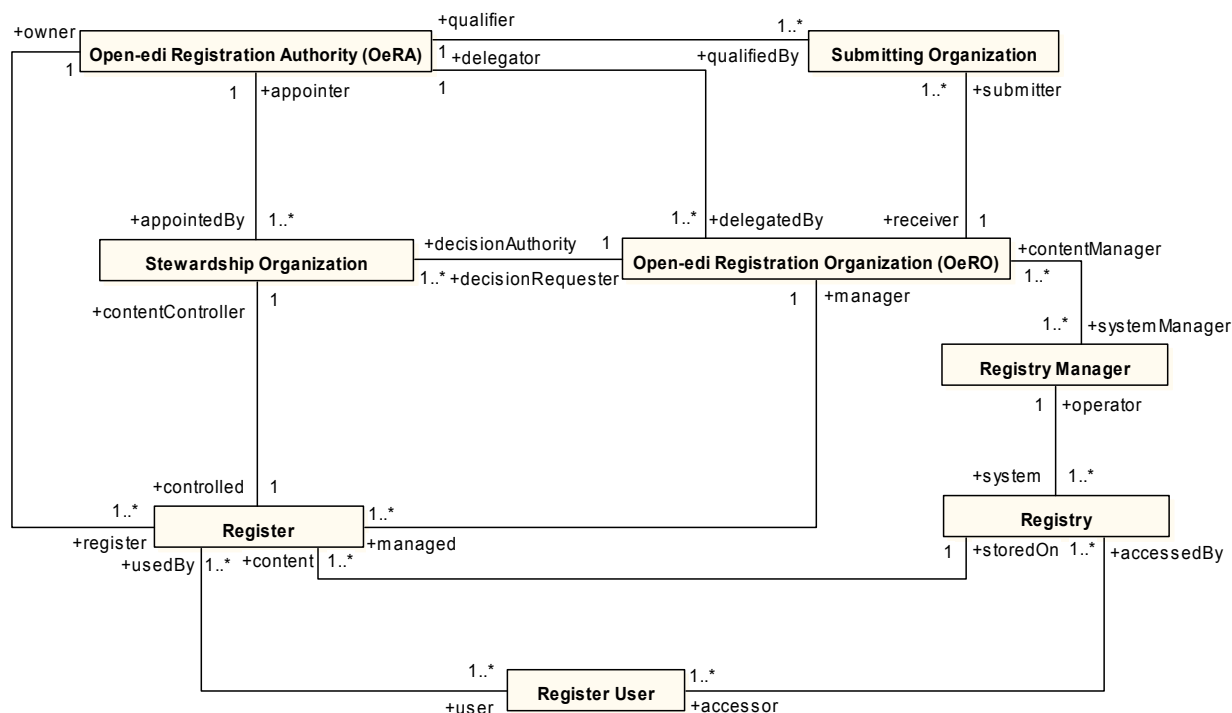 +owner
Open-edi Registration Authority (OeRA)
+qualifier
1..*
Submitting Organization
1
1
+delegator
+qualifiedBy
1
+appointer
1
1..*
+submitter
+appointedBy
1..*
1..*
+delegatedBy
+receiver
1
Stewardship Organization
+decisionAuthority
1
Open-edi Registration Organization (OeRO)
+contentManager
1..*
+decisionRequester
1..*
+contentController
1
1
+manager
1..*
+systemManager
Registry Manager
1
+operator
+controlled
1
+system
1..*
1..*
Register
1..*
Registry
+register
+managed
+usedBy
1..*
+content
1..*
1
+storedOn
1..*
+accessedBy
1..*
Register User
1..*
+user
+accessor